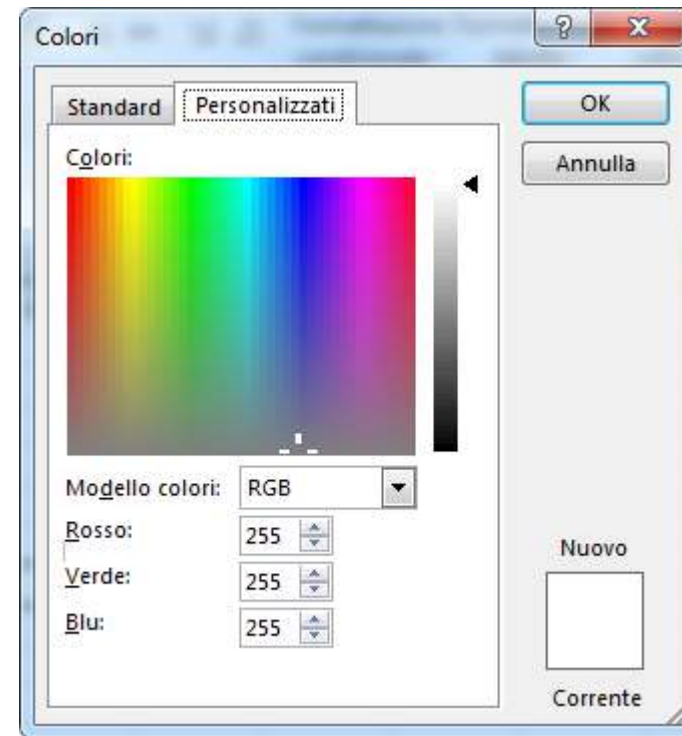 Colori
Standard
Personalizzati
OK
Annulla
Colori:
Modello colori: RGB
Rosso: 255
Verde: 255
Blu: 255
Nuovo
Corrente